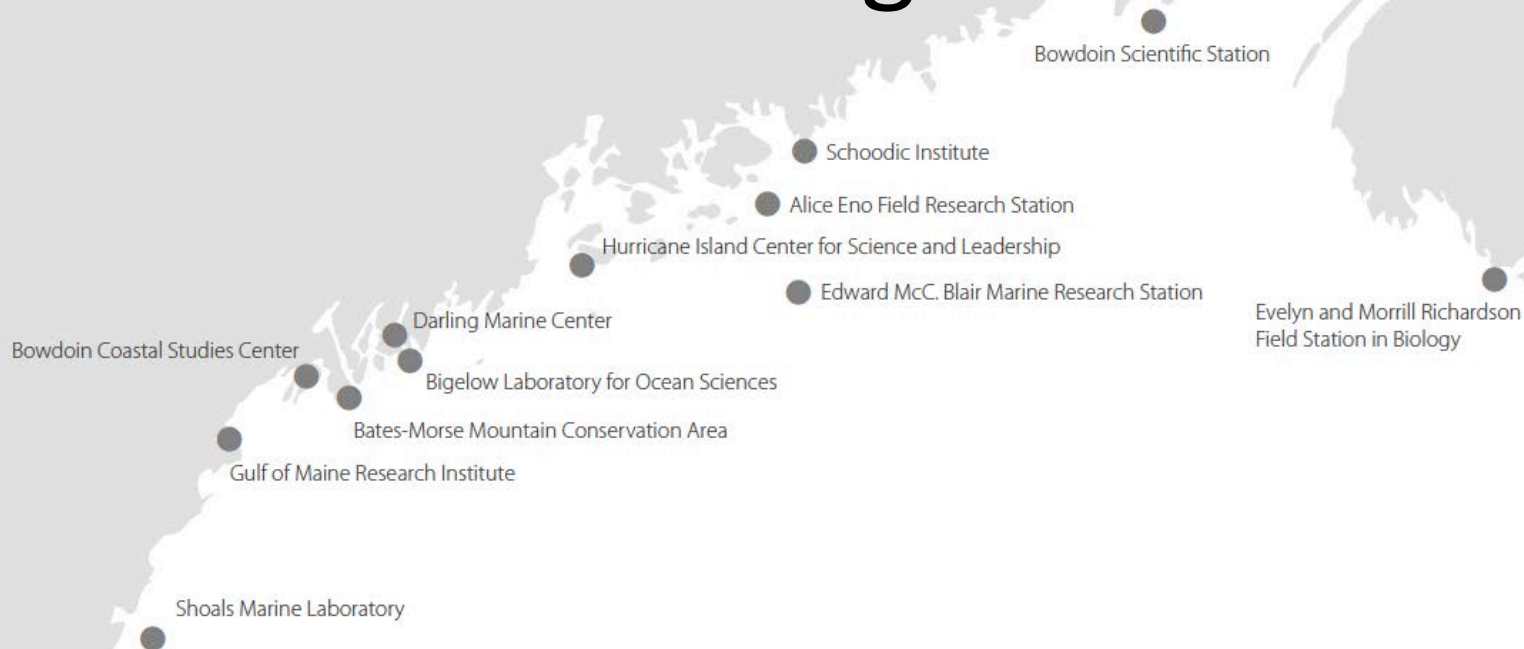 Bowdoin Scientific Station
Schoodic Institute
Alice Eno Field Research Station
Hurricane Island Center for Science and Leadership
Edward McC. Blair Marine Research Station
Evelyn and Morrill Richardson
Field Station in Biology
Darling Marine Center
Bowdoin Coastal Studies Center
Bigelow Laboratory for Ocean Sciences
Bates-Morse Mountain Conservation Area
Gulf of Maine Research Institute
Shoals Marine Laboratory